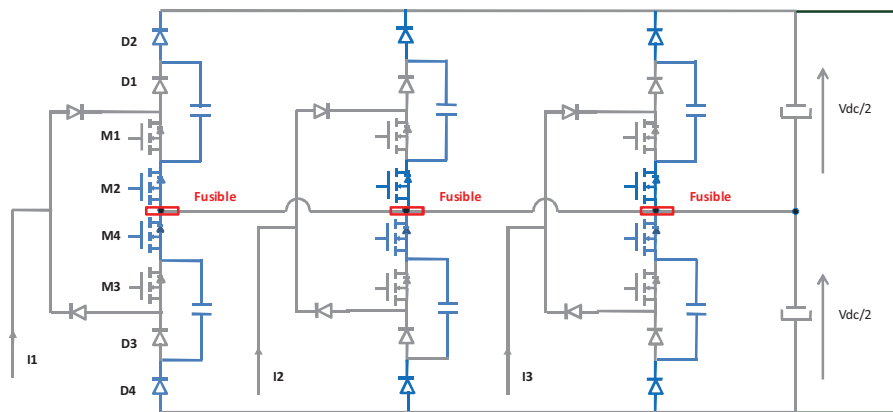 D2
D1
M1
M2
M4
M3
D3
D4
I1
I2
I3
Fusible
Fusible
Fusible
Vdc/2
Vdc/2